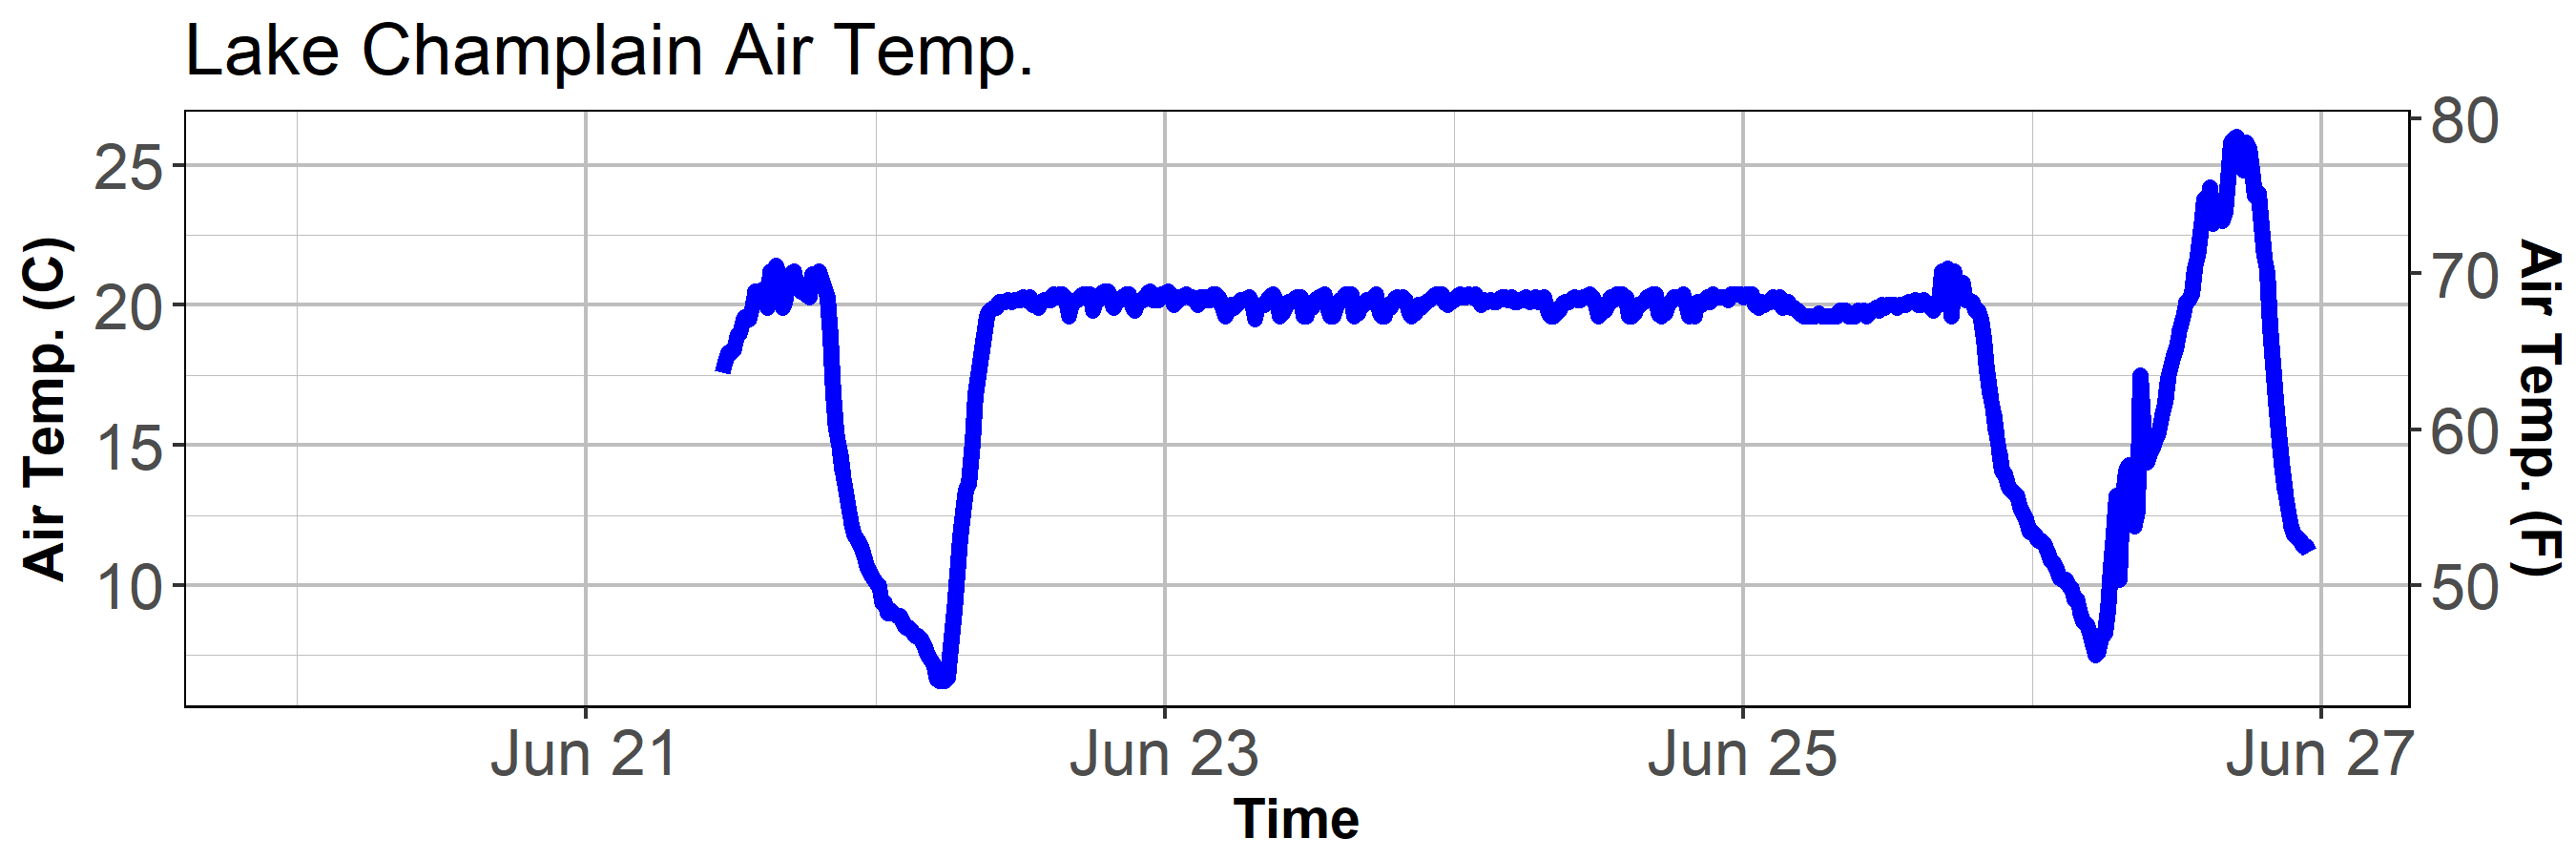 Lake Champlain Air Temp.
Air Temp. (C)
25
20
15
10
80
70
60
50
Air Temp. (F)
Jun 21
Jun 23
Jun 25
Jun 27
Time